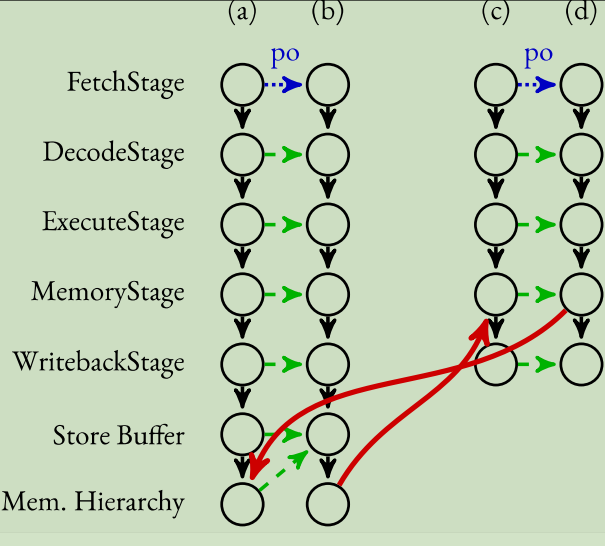 (a) (b) (c) (d)
po po
FetchStage
DecodeStage
ExecuteStage
MemoryStage
WritebackStage
Store Buffer
Mem. Hierarchy